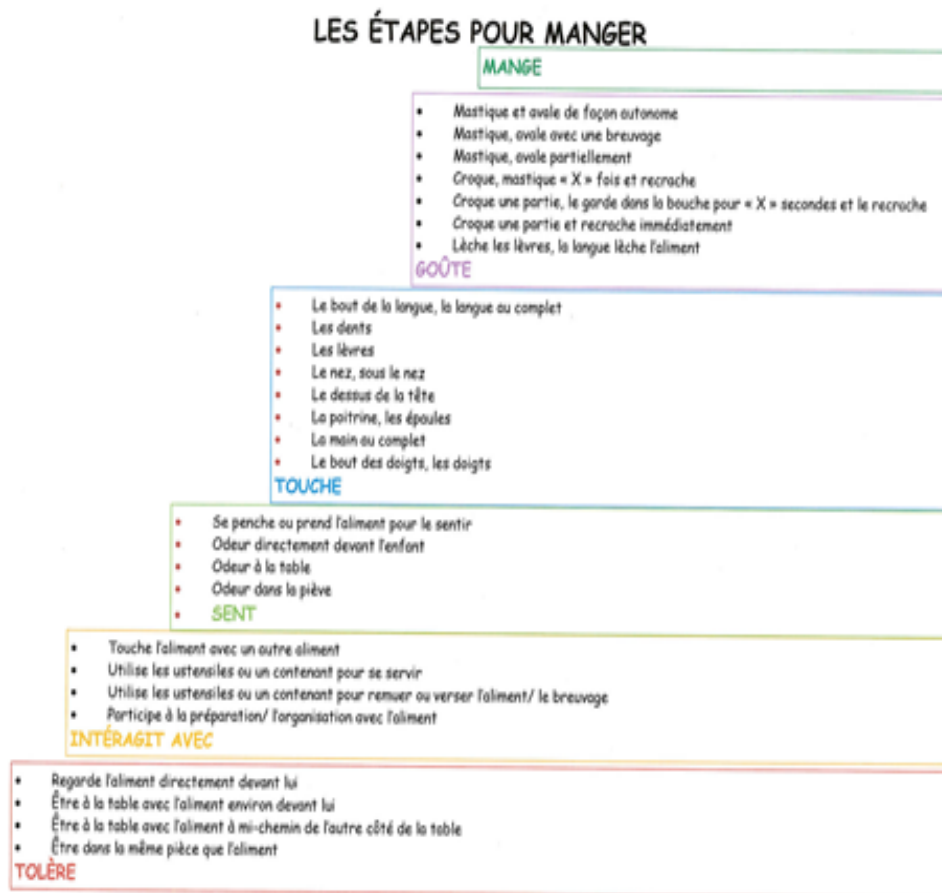 LES ÉTAPES POUR MANGER
MANGE
• Mastique et avale de façon autonome
• Mastique, avale avec une breuvage
• Mastique, avale partiellement
• Croque, mastique « X » fois et recrache
• Croque une partie, le garde dans la bouche pour « X » secondes et le recrache
• Croque une partie et recrache immédiatement
• Lèche les lèvres, la langue lèche l'aliment
GOÛTE
• Le bout de la langue, la langue au complet
• Les dents
• Les lèvres
• Le nez, sous le nez
• Le dessus de la tête
• La poitrine, les épaules
• La main au complet
• Le bout des doigts, les doigts
TOUCHE
• Se penche ou prend l'aliment pour le sentir
• Odeur directement devant l'enfant
• Odeur à la table
• Odeur dans la piève
• SENT
• Touche l'aliment avec un autre aliment
• Utilise les ustensiles ou un contenant pour se servir
• Utilise les ustensiles ou un contenant pour remuer ou verser l'aliment/ le breuvage
• Participe à la préparation/ l'organisation avec l'aliment
INTÉRAGIT AVEC
• Regarde l'aliment directement devant lui
• Être à la table avec l'aliment environ devant lui
• Être à la table avec l'aliment à mi-chemin de l'autre côté de la table
• Être dans la même pièce que l'aliment
TOLÈRE